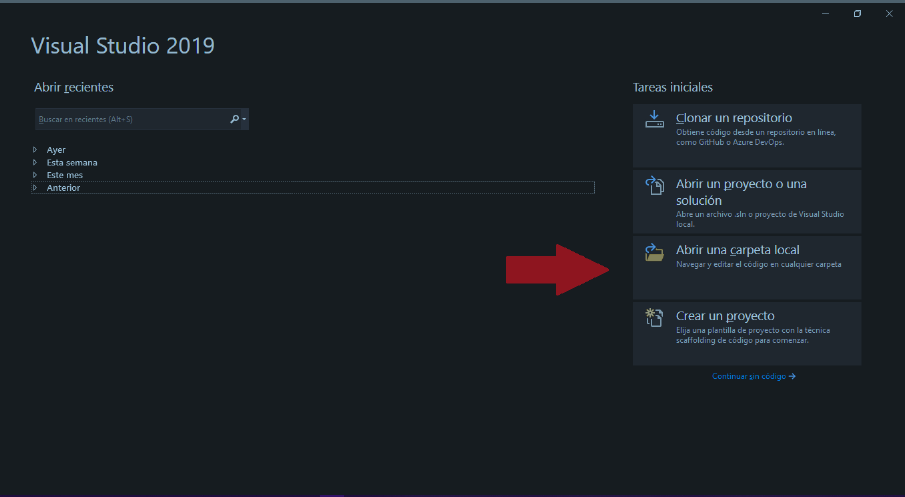 Visual Studio 2019
Abrir recientes
Buscar en recientes (Alt+S)
Ayer
Esta semana
Este mes
Anterior
Tareas iniciales
Clonar un repositorio
Obtiene código desde un repositorio en línea,
como GitHub o Azure DevOps.
Abrir un proyecto o una
solución
Abre un archivo .sln o proyecto de Visual Studio
local.
Abrir una carpeta local
Navegar y editar el código en cualquier carpeta
Crear un proyecto
Elija una plantilla de proyecto con la técnica
scaffolding de código para comenzar.
Continuar sin código →